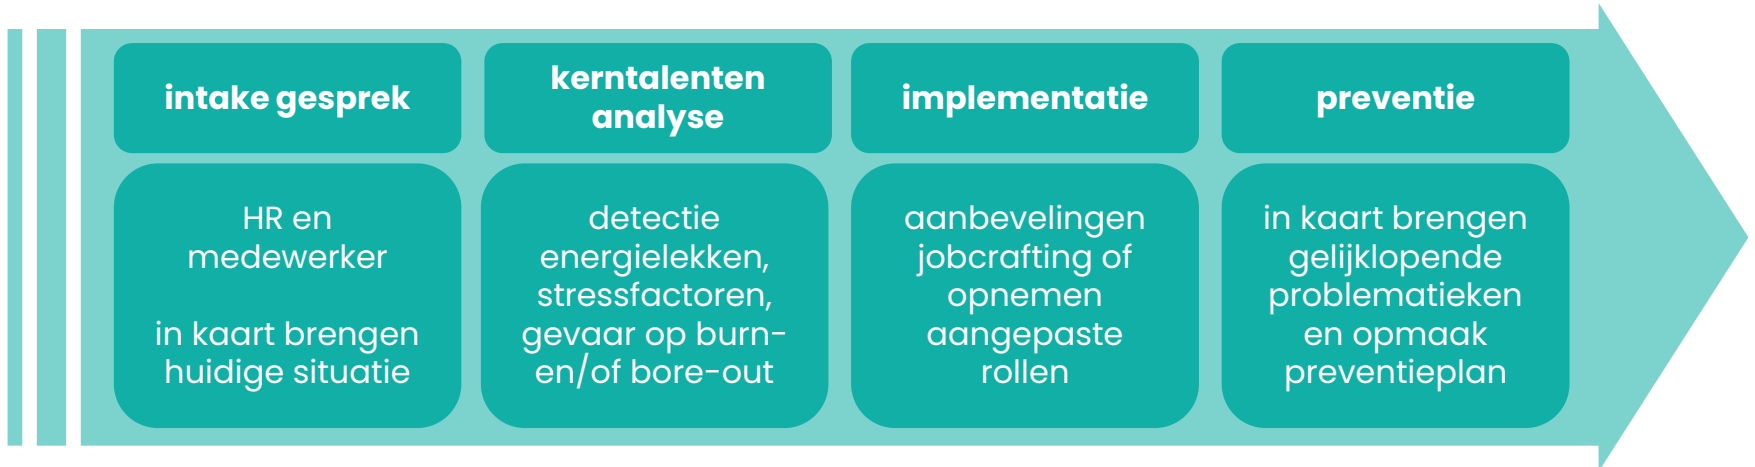 intake gesprek
HR en
medewerker
in kaart brengen
huidige situatie
kerntalenten
analyse
detectie
energielekken,
stressfactoren,
gevaar op burn-
en/of bore-out
implementatie
aanbevelingen
jobcrafting of
opnemen
aangepaste
rollen
preventie
in kaart brengen
gelijklopende
problematieken
en opmaak
preventieplan